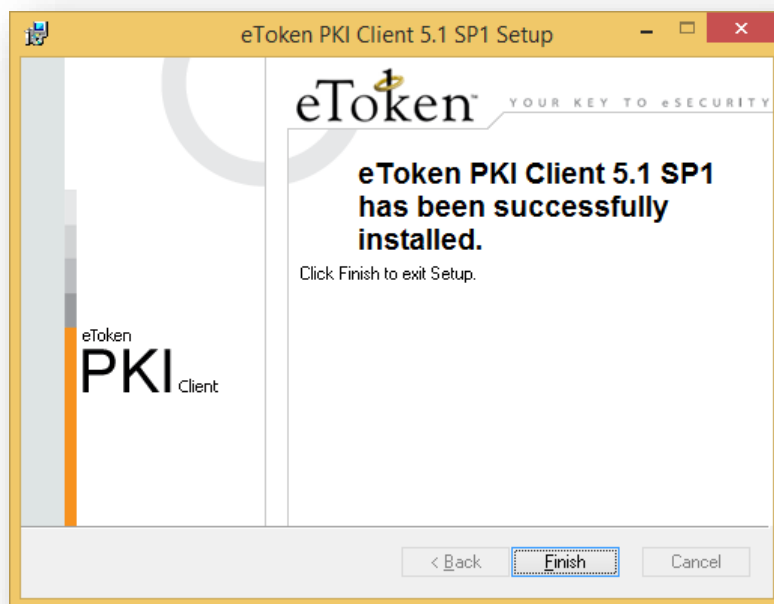 eToken PKI Client 5.1 SP1 Setup
eToken™ YOUR KEY TO eSECURITY
eToken PKI Client 5.1 SP1
has been successfully
installed.
Click Finish to exit Setup.
eToken
PKI Client
< Back Finish Cancel